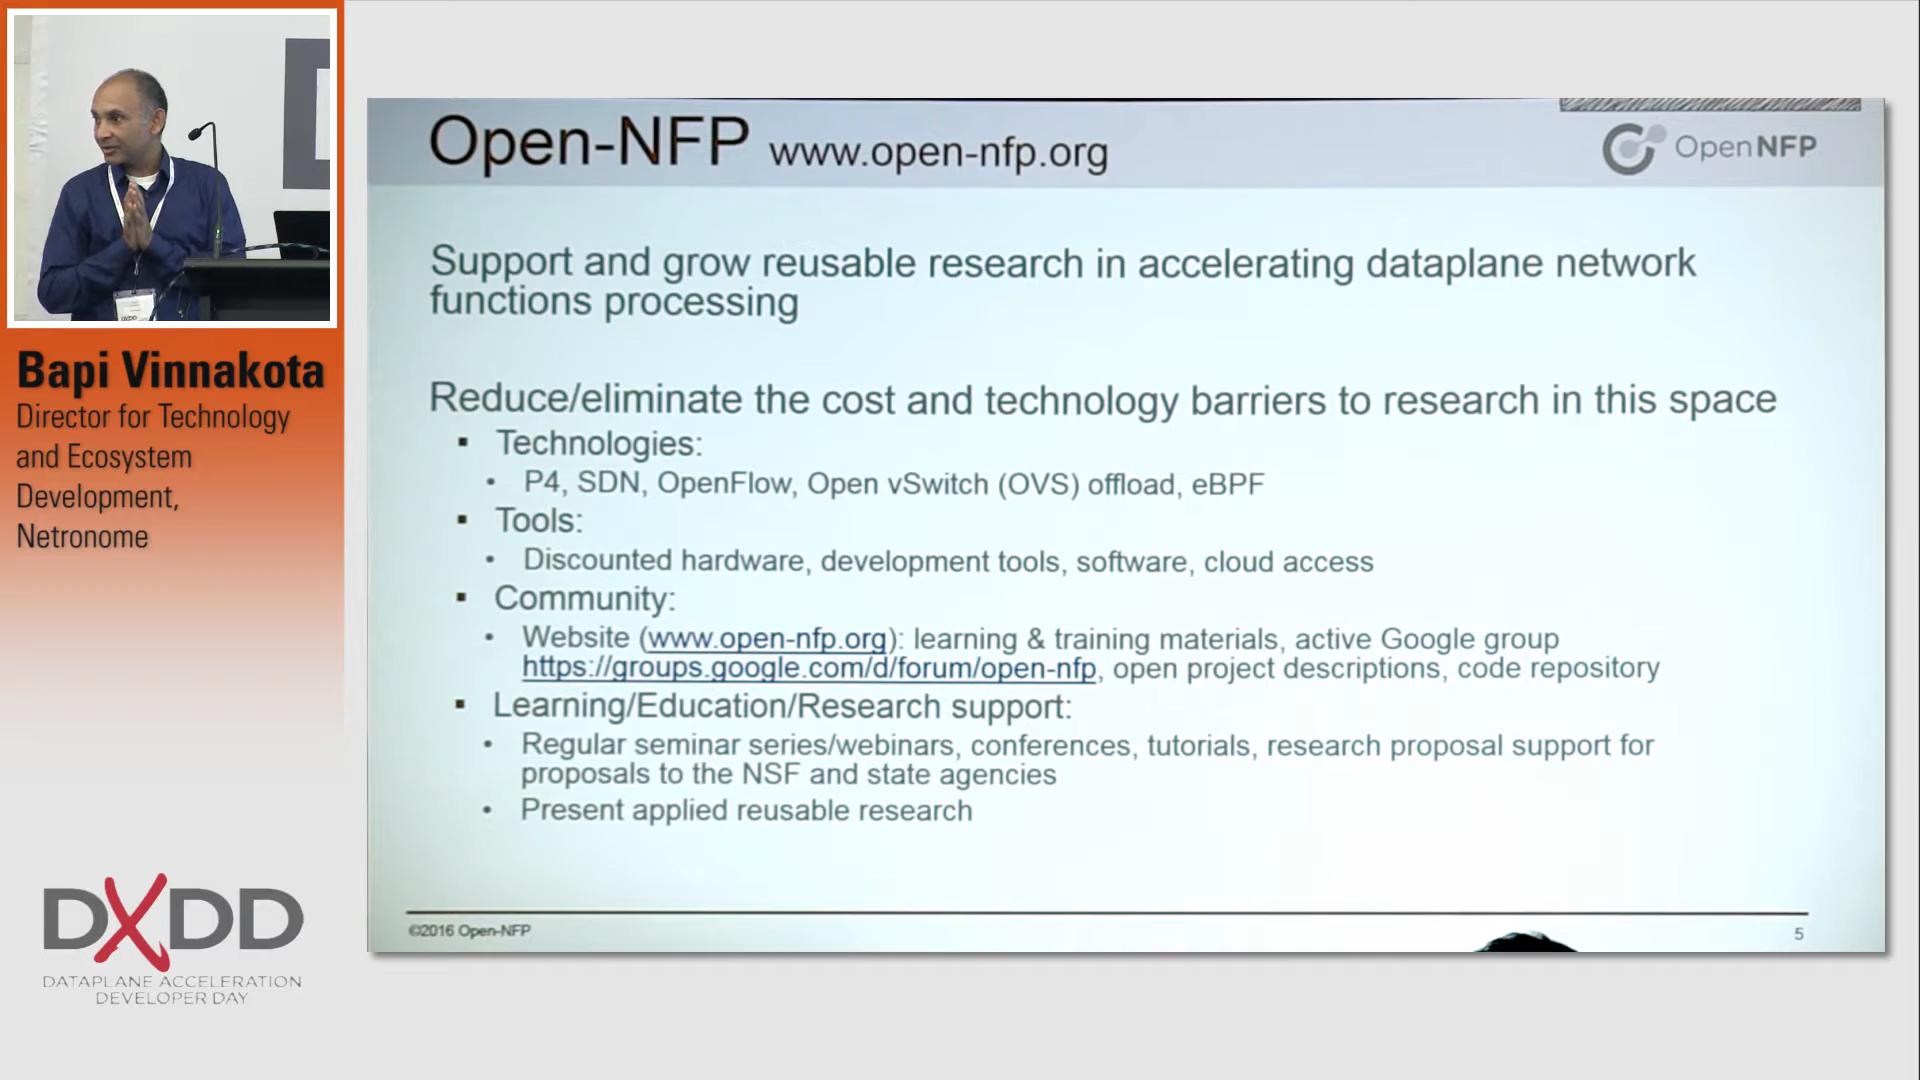 Bapi Vinnakota
Director for Technology
and Ecosystem
Development,
Netronome
DXDD
DATAPLANE ACCELERATION
DEVELOPER DAY
Open-NFP www.open-nfp.org
OpenNFP
Support and grow reusable research in accelerating dataplane network
functions processing
Reduce/eliminate the cost and technology barriers to research in this space
▪ Technologies:
• P4, SDN, OpenFlow, Open vSwitch (OVS) offload, eBPF
▪ Tools:
• Discounted hardware, development tools, software, cloud access
▪ Community:
• Website (www.open-nfp.org): learning & training materials, active Google group
https://groups.google.com/d/forum/open-nfp, open project descriptions, code repository
▪ Learning/Education/Research support:
• Regular seminar series/webinars, conferences, tutorials, research proposal support for
proposals to the NSF and state agencies
• Present applied reusable research
©2016 Open-NFP
5